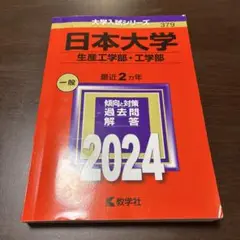 大学入試シリーズ
379
日本大学
生産工学部・工学部
一般
最近2ヵ年
傾向と対策
過去問
解答
2024
教学社